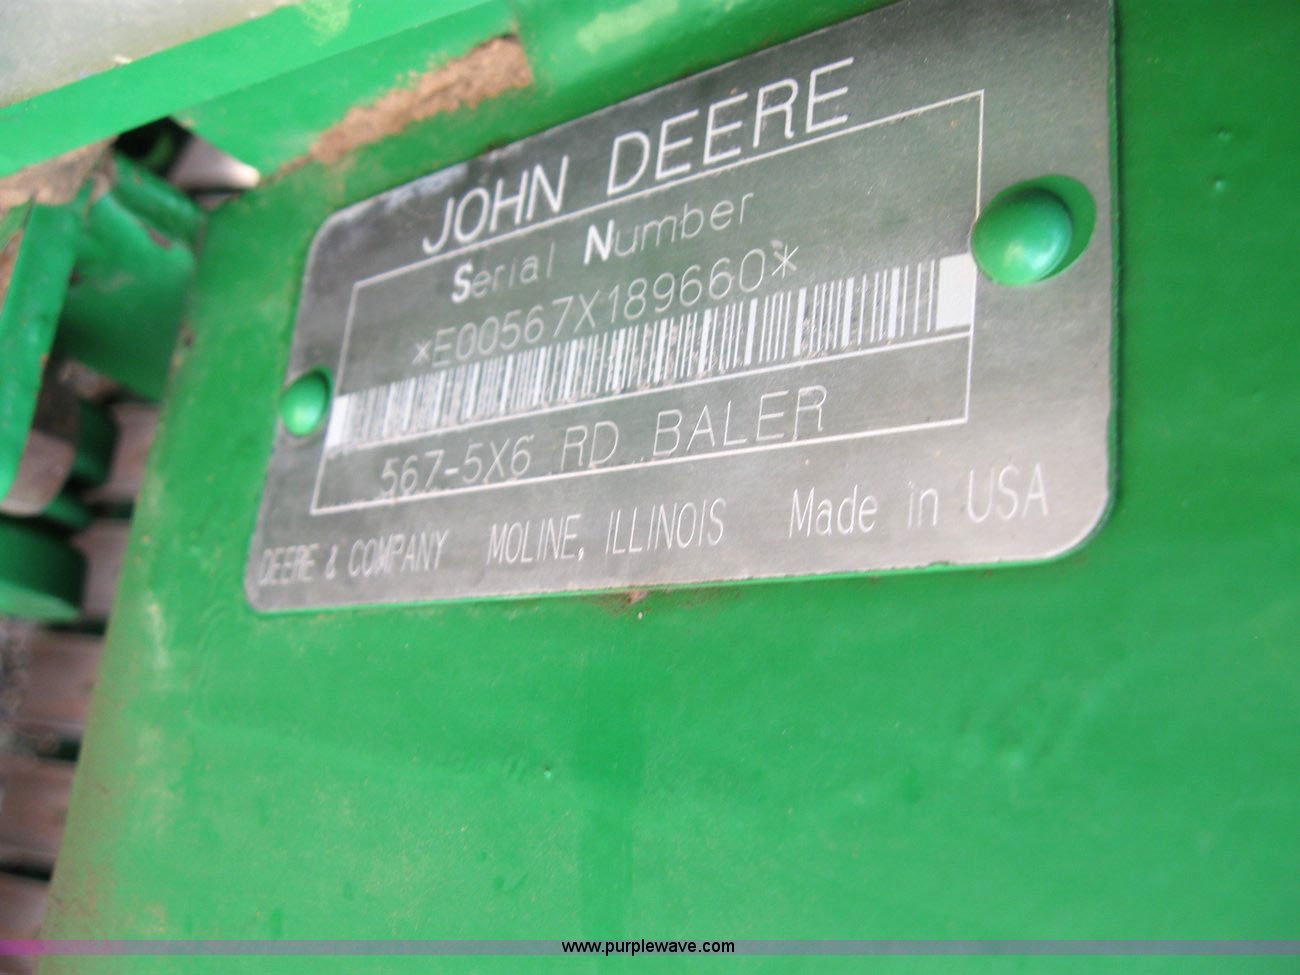 JOHN DEERE
Serial Number
*E00567X189660*
567-5X6 RD BALER
DEERE & COMPANY MOLINE, ILLINOIS Made in USA
www.purplewave.com